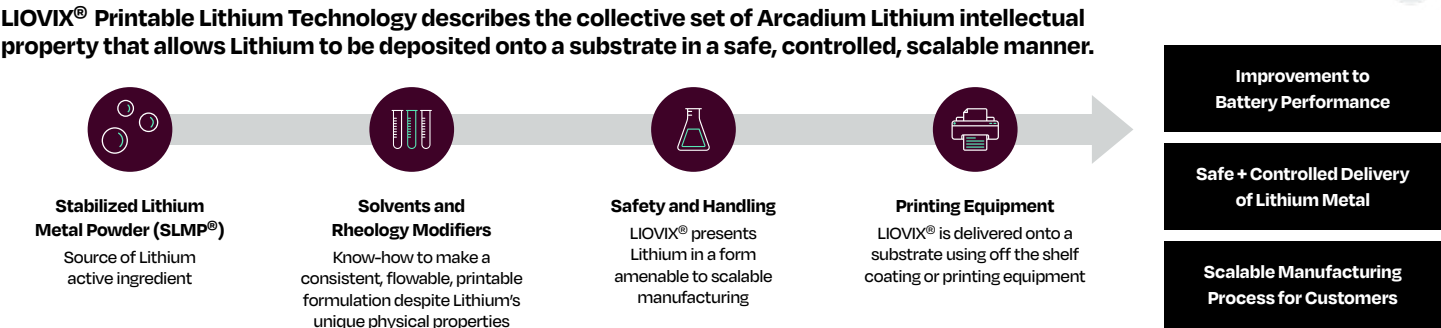 LIOVIX® Printable Lithium Technology describes the collective set of Arcadium Lithium intellectual
property that allows Lithium to be deposited onto a substrate in a safe, controlled, scalable manner.
Stabilized Lithium
Metal Powder (SLMP®)
Source of Lithium
active ingredient
Solvents and
Rheology Modifiers
Know-how to make a
consistent, flowable, printable
formulation despite Lithium's
unique physical properties
Safety and Handling
LIOVIX® presents
Lithium in a form
amenable to scalable
manufacturing
Printing Equipment
LIOVIX® is delivered onto a
substrate using off the shelf
coating or printing equipment
Improvement to
Battery Performance
Safe + Controlled Delivery
of Lithium Metal
Scalable Manufacturing
Process for Customers